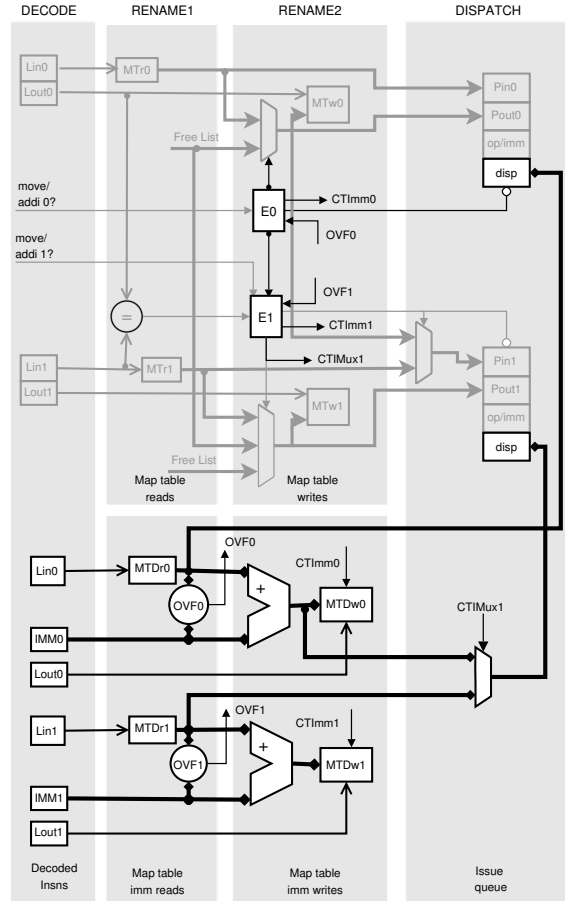 DECODE RENAME1 RENAME2 DISPATCH
Lin0 MTr0 Pin0
Lout0 MTw0
Pout0
Free List op/imm
disp
move/
addi 0? CTImm0
E0
OVF0
move/
addi 1?
OVF1
E1
= CTImm1
CTIMux1
Pin1
Lin1 MTr1
Lout1 MTw1 Pout1
op/imm
disp
Free List
Map table Map table
reads writes
OVF0
CTImm0
Lin0 MTDr0
+
OVF0 MTDw0
CTIMux1
IMM0
Lout0
OVF1
CTImm1
Lin1 MTDr1
+
OVF1 MTDw1
IMM1
Lout1
Decoded Map table Map table Issue
Insns imm reads imm writes queue